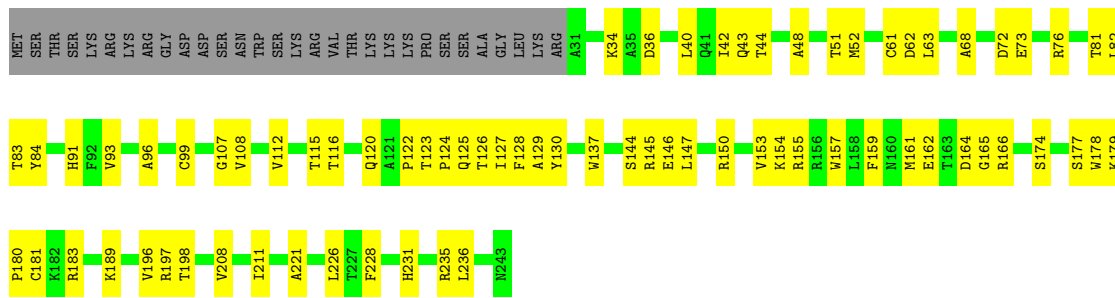 MET SER THR SER LYS ARG LYS ARG GLY ASP ASP SER ASN TRP SER LYS ARG VAL THR LYS LYS LYS PRO SER SER ALA GLY LEU LYS ARG A31 K34 A35 D36 L40 Q41 I42 Q43 T44 A48 T51 M52 C61 D62 L63 A68 D72 E73 R76 T81
T83 Y84 H91 F92 V93 A96 C99 G107 V108 V112 T115 T116 Q120 A121 P122 T123 P124 Q125 T126 I127 F128 A129 Y130 W137 S144 R145 E146 L147 R150 V153 K154 R155 R156 W157 L158 F159 N160 M161 E162 T163 D164 G165 R166 S174 S177 W178
P180 C181 K182 R183 K189 V196 R197 T198 V208 I211 A221 L226 T227 F228 H231 R235 L236 N243